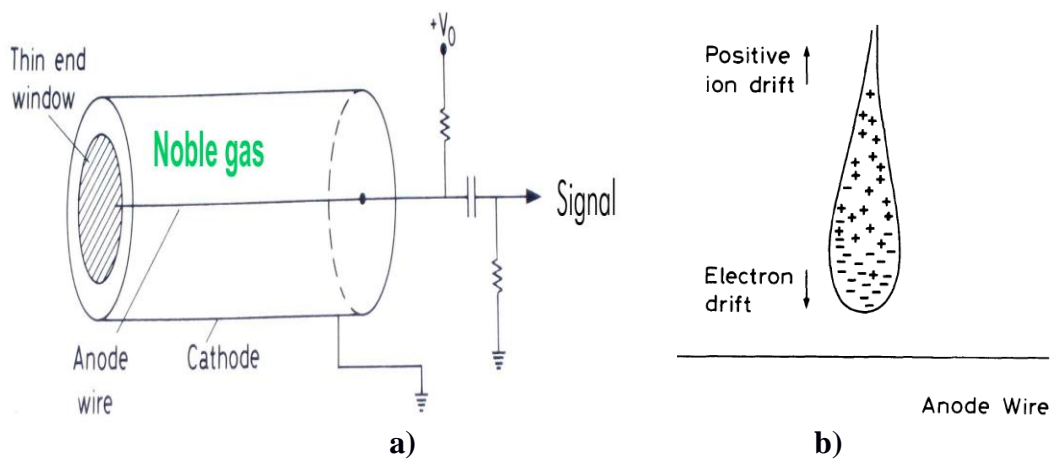 +V0
Thin end
window
Noble gas
Signal
Anode
wire
Cathode
a)
Positive
ion drift
Electron
drift
Anode Wire
b)